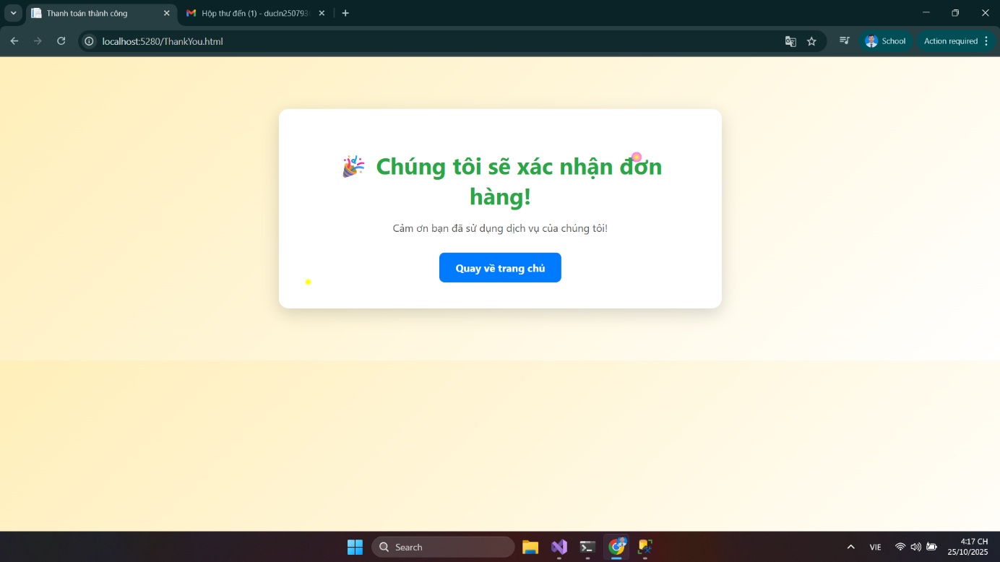 Thanh toán thành công
Hộp thư đến (1) - ducln250793
localhost:5280/ThankYou.html
School
Action required
Chúng tôi sẽ xác nhận đơn
hàng!
Cảm ơn bạn đã sử dụng dịch vụ của chúng tôi!
Quay về trang chủ
Search
VIE
4:17 CH
25/10/2025